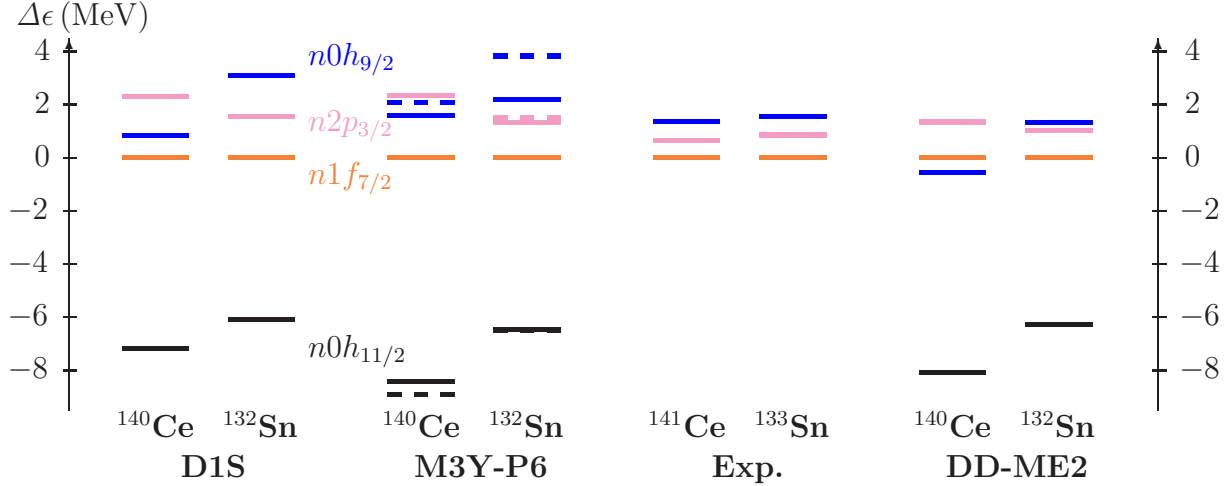 Δϵ (MeV)
4 4
n0h9/2
2 2
n2p3/2
0 0
n1f7/2
−2 −2
−4 −4
−6 −6
n0h11/2
−8 −8
140Ce 132Sn 140Ce 132Sn 141Ce 133Sn 140Ce 132Sn
D1S M3Y-P6 Exp. DD-ME2